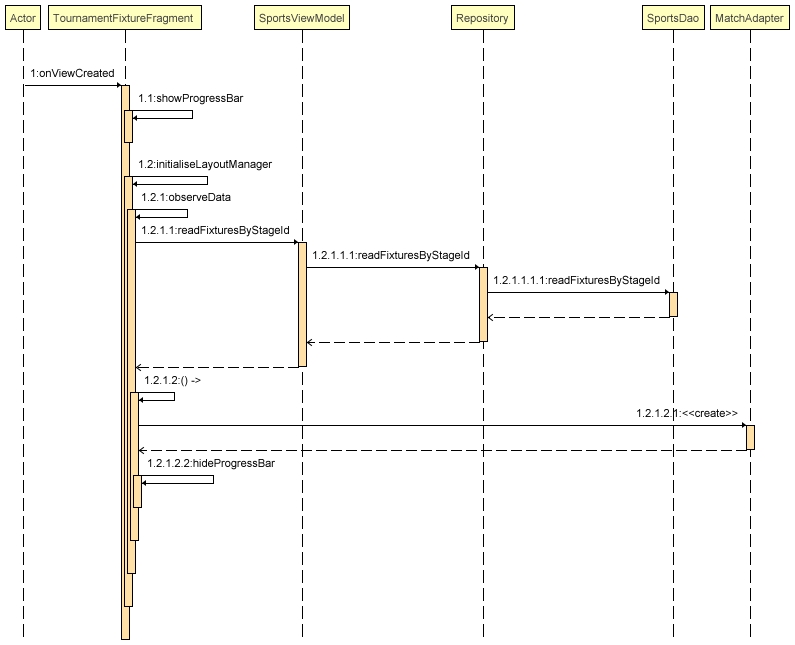 Actor
TournamentFixtureFragment
SportsViewModel
Repository
SportsDao
MatchAdapter
1:onViewCreated
1.1:showProgressBar
1.2:initialiseLayoutManager
1.2.1:observeData
1.2.1.1:readFixturesByStageId
1.2.1.1.1:readFixturesByStageId
1.2.1.1.1.1:readFixturesByStageId
1.2.1.2:() ->
1.2.1.2.1:<<create>>
1.2.1.2.2:hideProgressBar